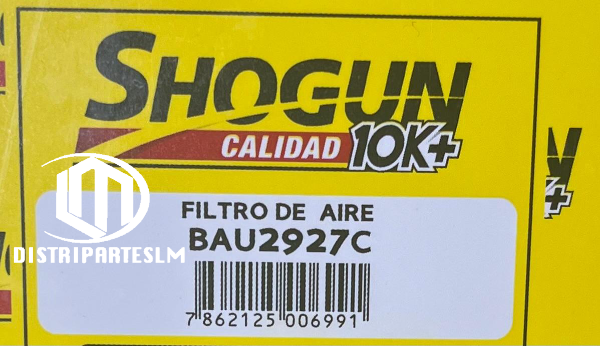 SHOGUN
CALIDAD 10K+
FILTRO DE AIRE
BAU2927C
DISTRIPARTESLM
7 862125 006991